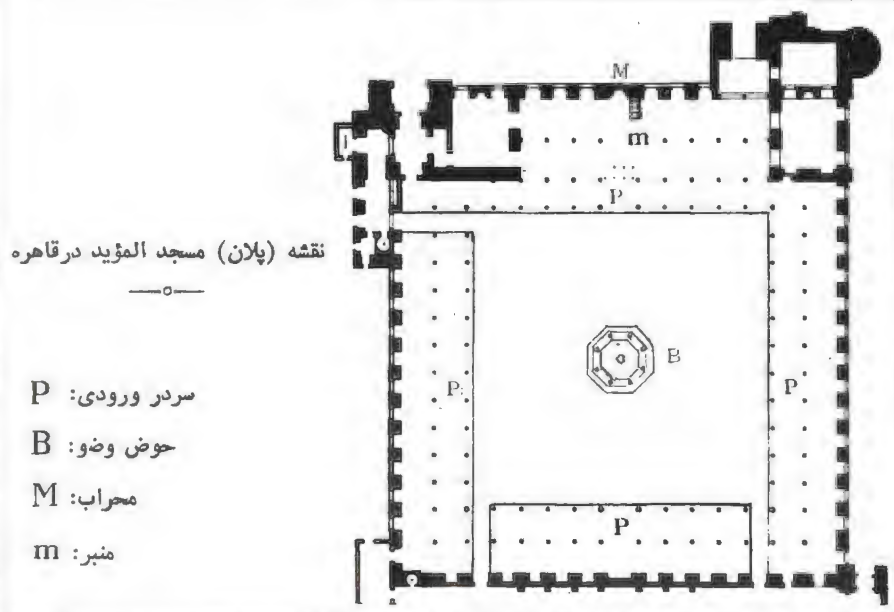 نقشه (پلان) مسجد المؤید درقاهره
سردر ورودی: P
حوض وضو: B
محراب: M
منبر: m
M
m
P
B
P
P
P